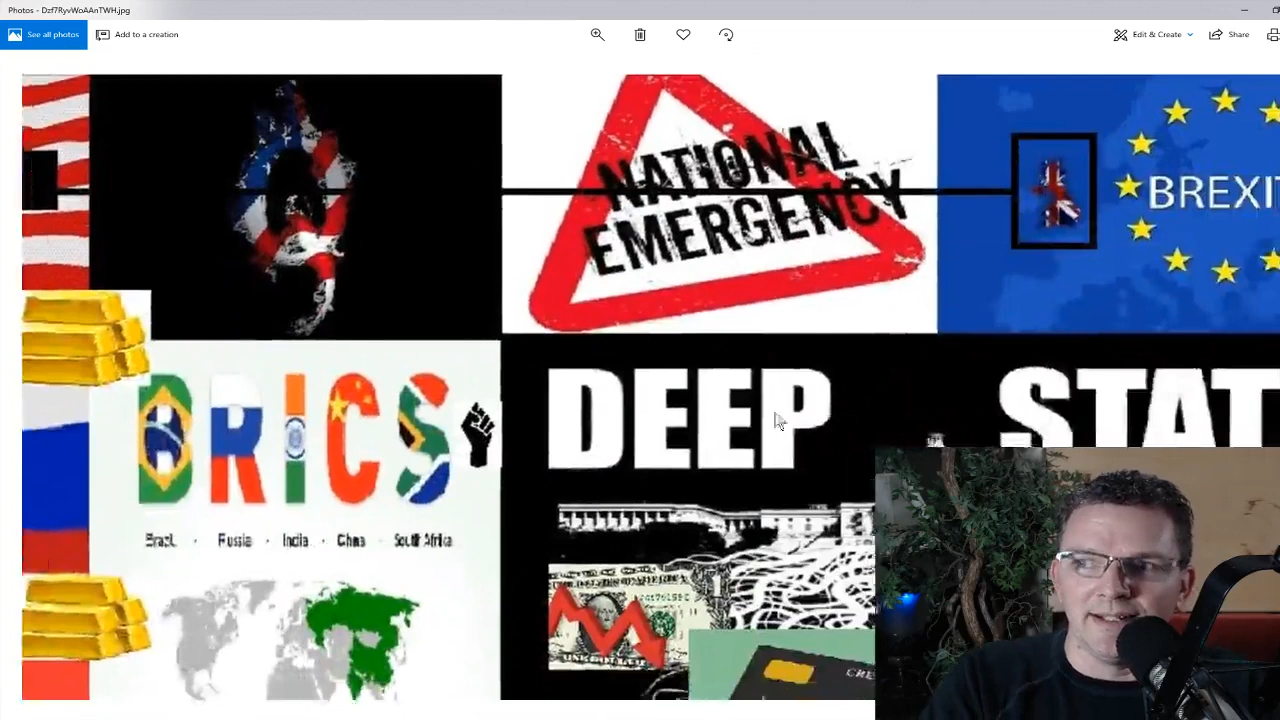 Photos - Dzf7RyvWoAAnTWH.jpg
See all photos
Add to a creation
Edit & Create
Share
NATIONAL
EMERGENCY
BREXIT
BRICS
Brazil · Russia · India · China · South Africa
DEEP STAT
CRE